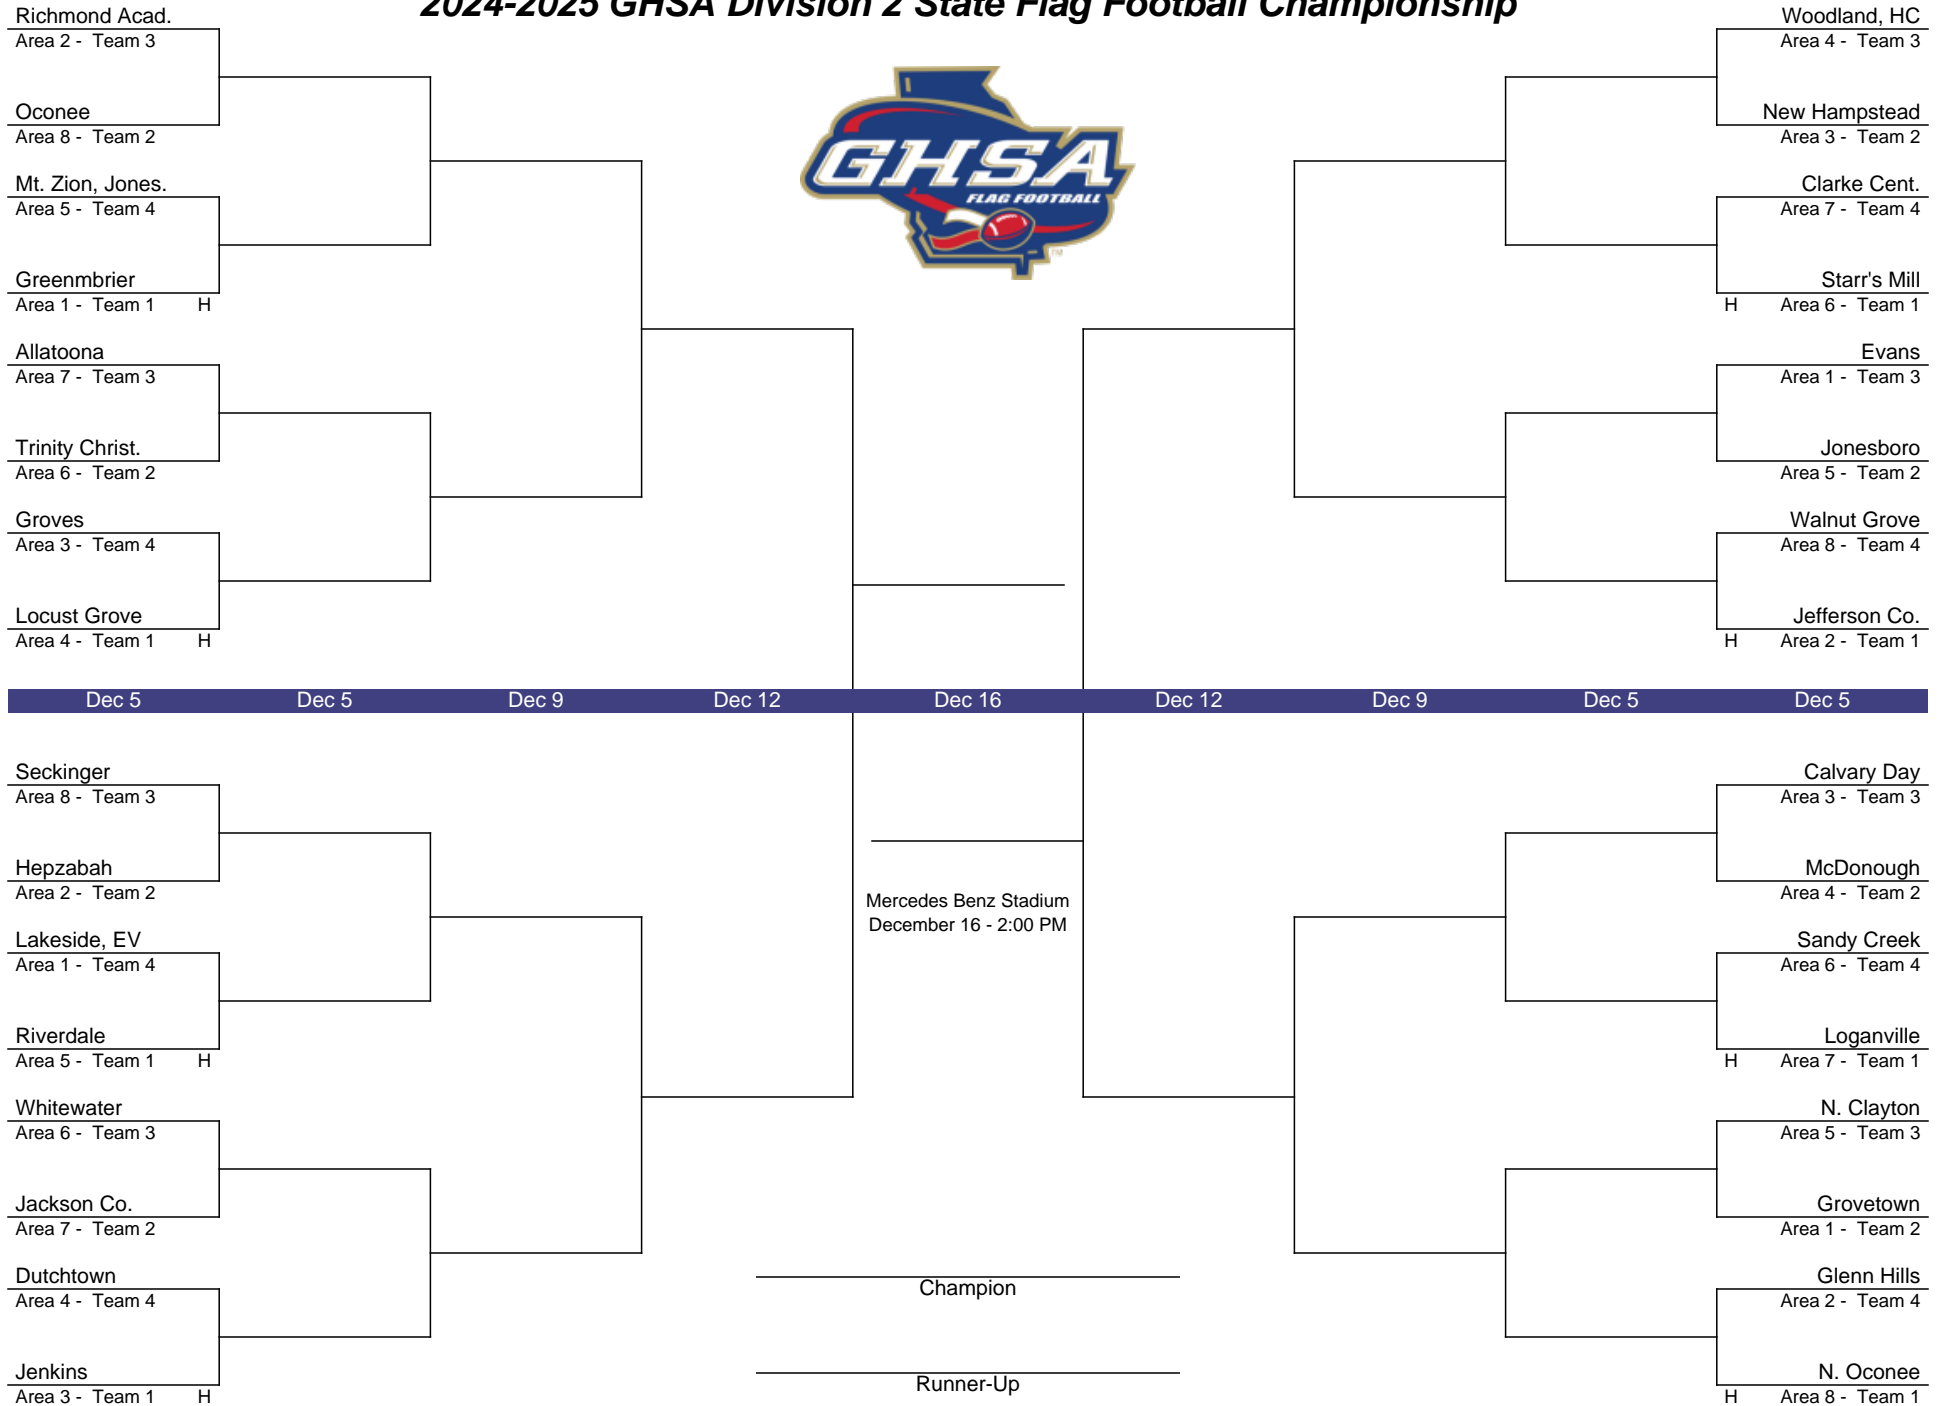 2024-2025 GHSA Division 2 State Flag Football Championship
GHSA
FLAG FOOTBALL
TM
Richmond Acad.
Area 2 - Team 3
Oconee
Area 8 - Team 2
Mt. Zion, Jones.
Area 5 - Team 4
Greenmbrier
Area 1 - Team 1 H
Allatoona
Area 7 - Team 3
Trinity Christ.
Area 6 - Team 2
Groves
Area 3 - Team 4
Locust Grove
Area 4 - Team 1 H
Woodland, HC
Area 4 - Team 3
New Hampstead
Area 3 - Team 2
Clarke Cent.
Area 7 - Team 4
Starr's Mill
H Area 6 - Team 1
Evans
Area 1 - Team 3
Jonesboro
Area 5 - Team 2
Walnut Grove
Area 8 - Team 4
Jefferson Co.
H Area 2 - Team 1
Dec 5 Dec 5 Dec 9 Dec 12 Dec 16 Dec 12 Dec 9 Dec 5 Dec 5
Seckinger
Area 8 - Team 3
Hepzabah
Area 2 - Team 2
Lakeside, EV
Area 1 - Team 4
Riverdale
Area 5 - Team 1 H
Whitewater
Area 6 - Team 3
Jackson Co.
Area 7 - Team 2
Dutchtown
Area 4 - Team 4
Jenkins
Area 3 - Team 1 H
Mercedes Benz Stadium
December 16 - 2:00 PM
Champion
Runner-Up
Calvary Day
Area 3 - Team 3
McDonough
Area 4 - Team 2
Sandy Creek
Area 6 - Team 4
Loganville
H Area 7 - Team 1
N. Clayton
Area 5 - Team 3
Grovetown
Area 1 - Team 2
Glenn Hills
Area 2 - Team 4
N. Oconee
H Area 8 - Team 1